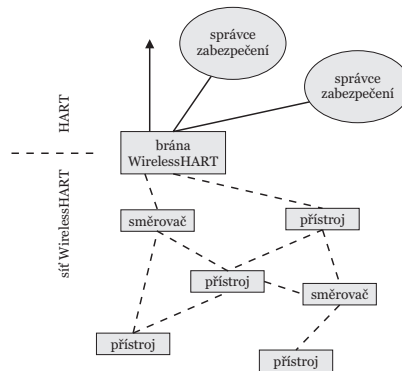 správce
zabezpečení
správce
zabezpečení
HART
brána
WirelessHART
síť WirelessHART
směrovač
přístroj
přístroj
směrovač
přístroj
přístroj